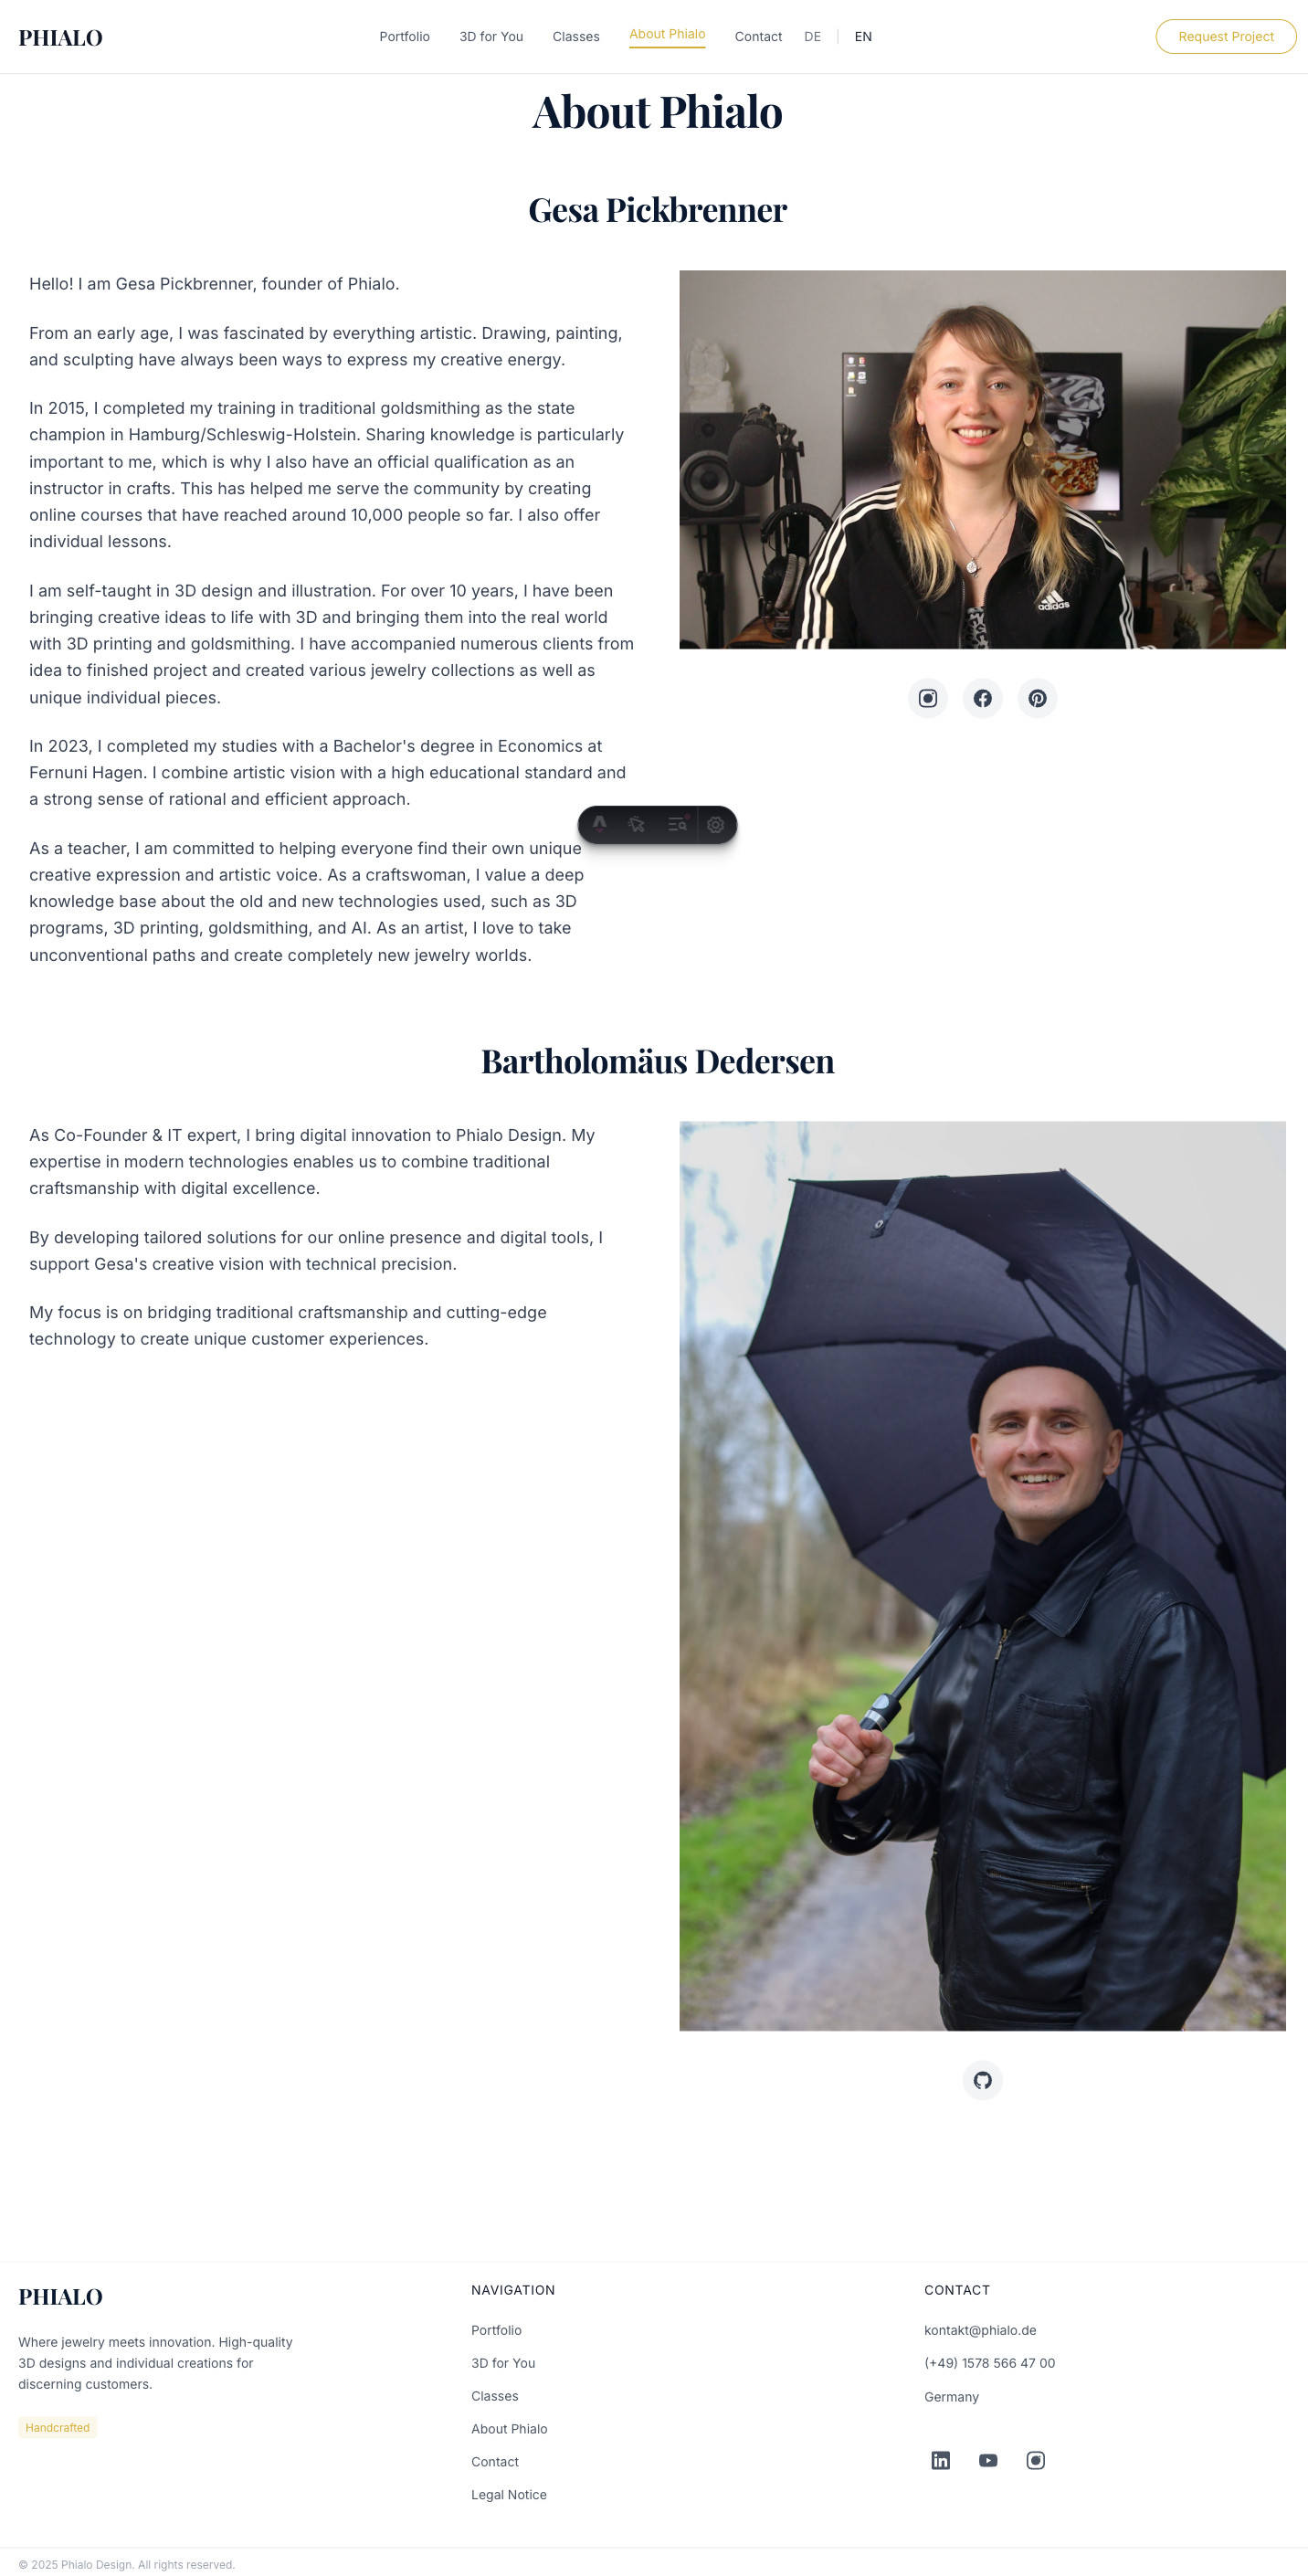 PHIALO
Portfolio
3D for You
Classes
About Phialo
Contact
DE
EN
Request Project
About Phialo
Gesa Pickbrenner
Hello! I am Gesa Pickbrenner, founder of Phialo.
From an early age, I was fascinated by everything artistic. Drawing, painting,
and sculpting have always been ways to express my creative energy.
In 2015, I completed my training in traditional goldsmithing as the state
champion in Hamburg/Schleswig-Holstein. Sharing knowledge is particularly
important to me, which is why I also have an official qualification as an
instructor in crafts. This has helped me serve the community by creating
online courses that have reached around 10,000 people so far. I also offer
individual lessons.
I am self-taught in 3D design and illustration. For over 10 years, I have been
bringing creative ideas to life with 3D and bringing them into the real world
with 3D printing and goldsmithing. I have accompanied numerous clients from
idea to finished project and created various jewelry collections as well as
unique individual pieces.
In 2023, I completed my studies with a Bachelor's degree in Economics at
Fernuni Hagen. I combine artistic vision with a high educational standard and
a strong sense of rational and efficient approach.
As a teacher, I am committed to helping everyone find their own unique
creative expression and artistic voice. As a craftswoman, I value a deep
knowledge base about the old and new technologies used, such as 3D
programs, 3D printing, goldsmithing, and AI. As an artist, I love to take
unconventional paths and create completely new jewelry worlds.
adidas
Bartholomäus Dedersen
As Co-Founder & IT expert, I bring digital innovation to Phialo Design. My
expertise in modern technologies enables us to combine traditional
craftsmanship with digital excellence.
By developing tailored solutions for our online presence and digital tools, I
support Gesa's creative vision with technical precision.
My focus is on bridging traditional craftsmanship and cutting-edge
technology to create unique customer experiences.
PHIALO
Where jewelry meets innovation. High-quality
3D designs and individual creations for
discerning customers.
Handcrafted
NAVIGATION
Portfolio
3D for You
Classes
About Phialo
Contact
Legal Notice
CONTACT
kontakt@phialo.de
(+49) 1578 566 47 00
Germany
© 2025 Phialo Design. All rights reserved.